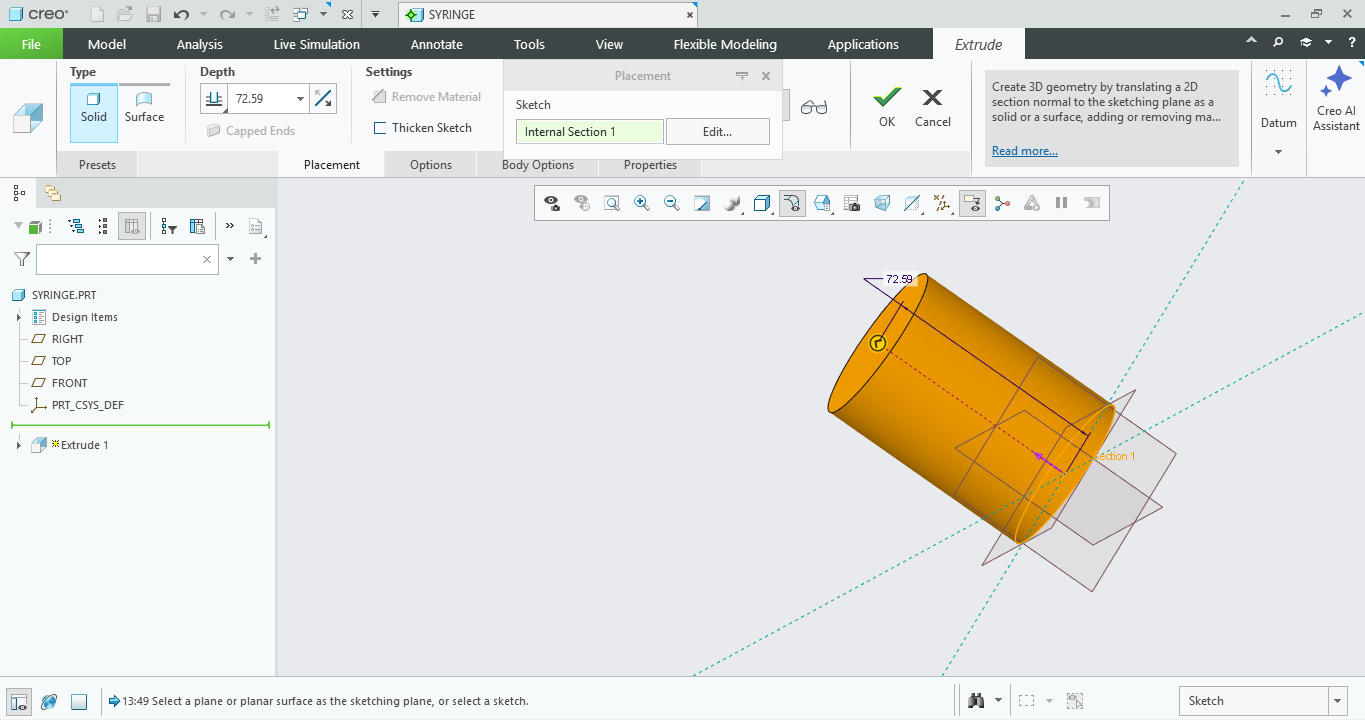 creo
SYRINGE
File Model Analysis Live Simulation Annotate Tools View Flexible Modeling Applications Extrude
Type
Solid
Surface
Presets
Depth
72.59
Capped Ends
Settings
Remove Material
Thicken Sketch
Placement
Sketch
Internal Section 1
Edit...
OK
Cancel
Create 3D geometry by translating a 2D
section normal to the sketching plane as a
solid or a surface, adding or removing ma...
Read more...
Datum
Creo AI
Assistant
Placement Options Body Options Properties
SYRINGE.PRT
Design Items
RIGHT
TOP
FRONT
PRT_CSYS_DEF
Extrude 1
72.59
Section 1
13:49 Select a plane or planar surface as the sketching plane, or select a sketch.
Sketch